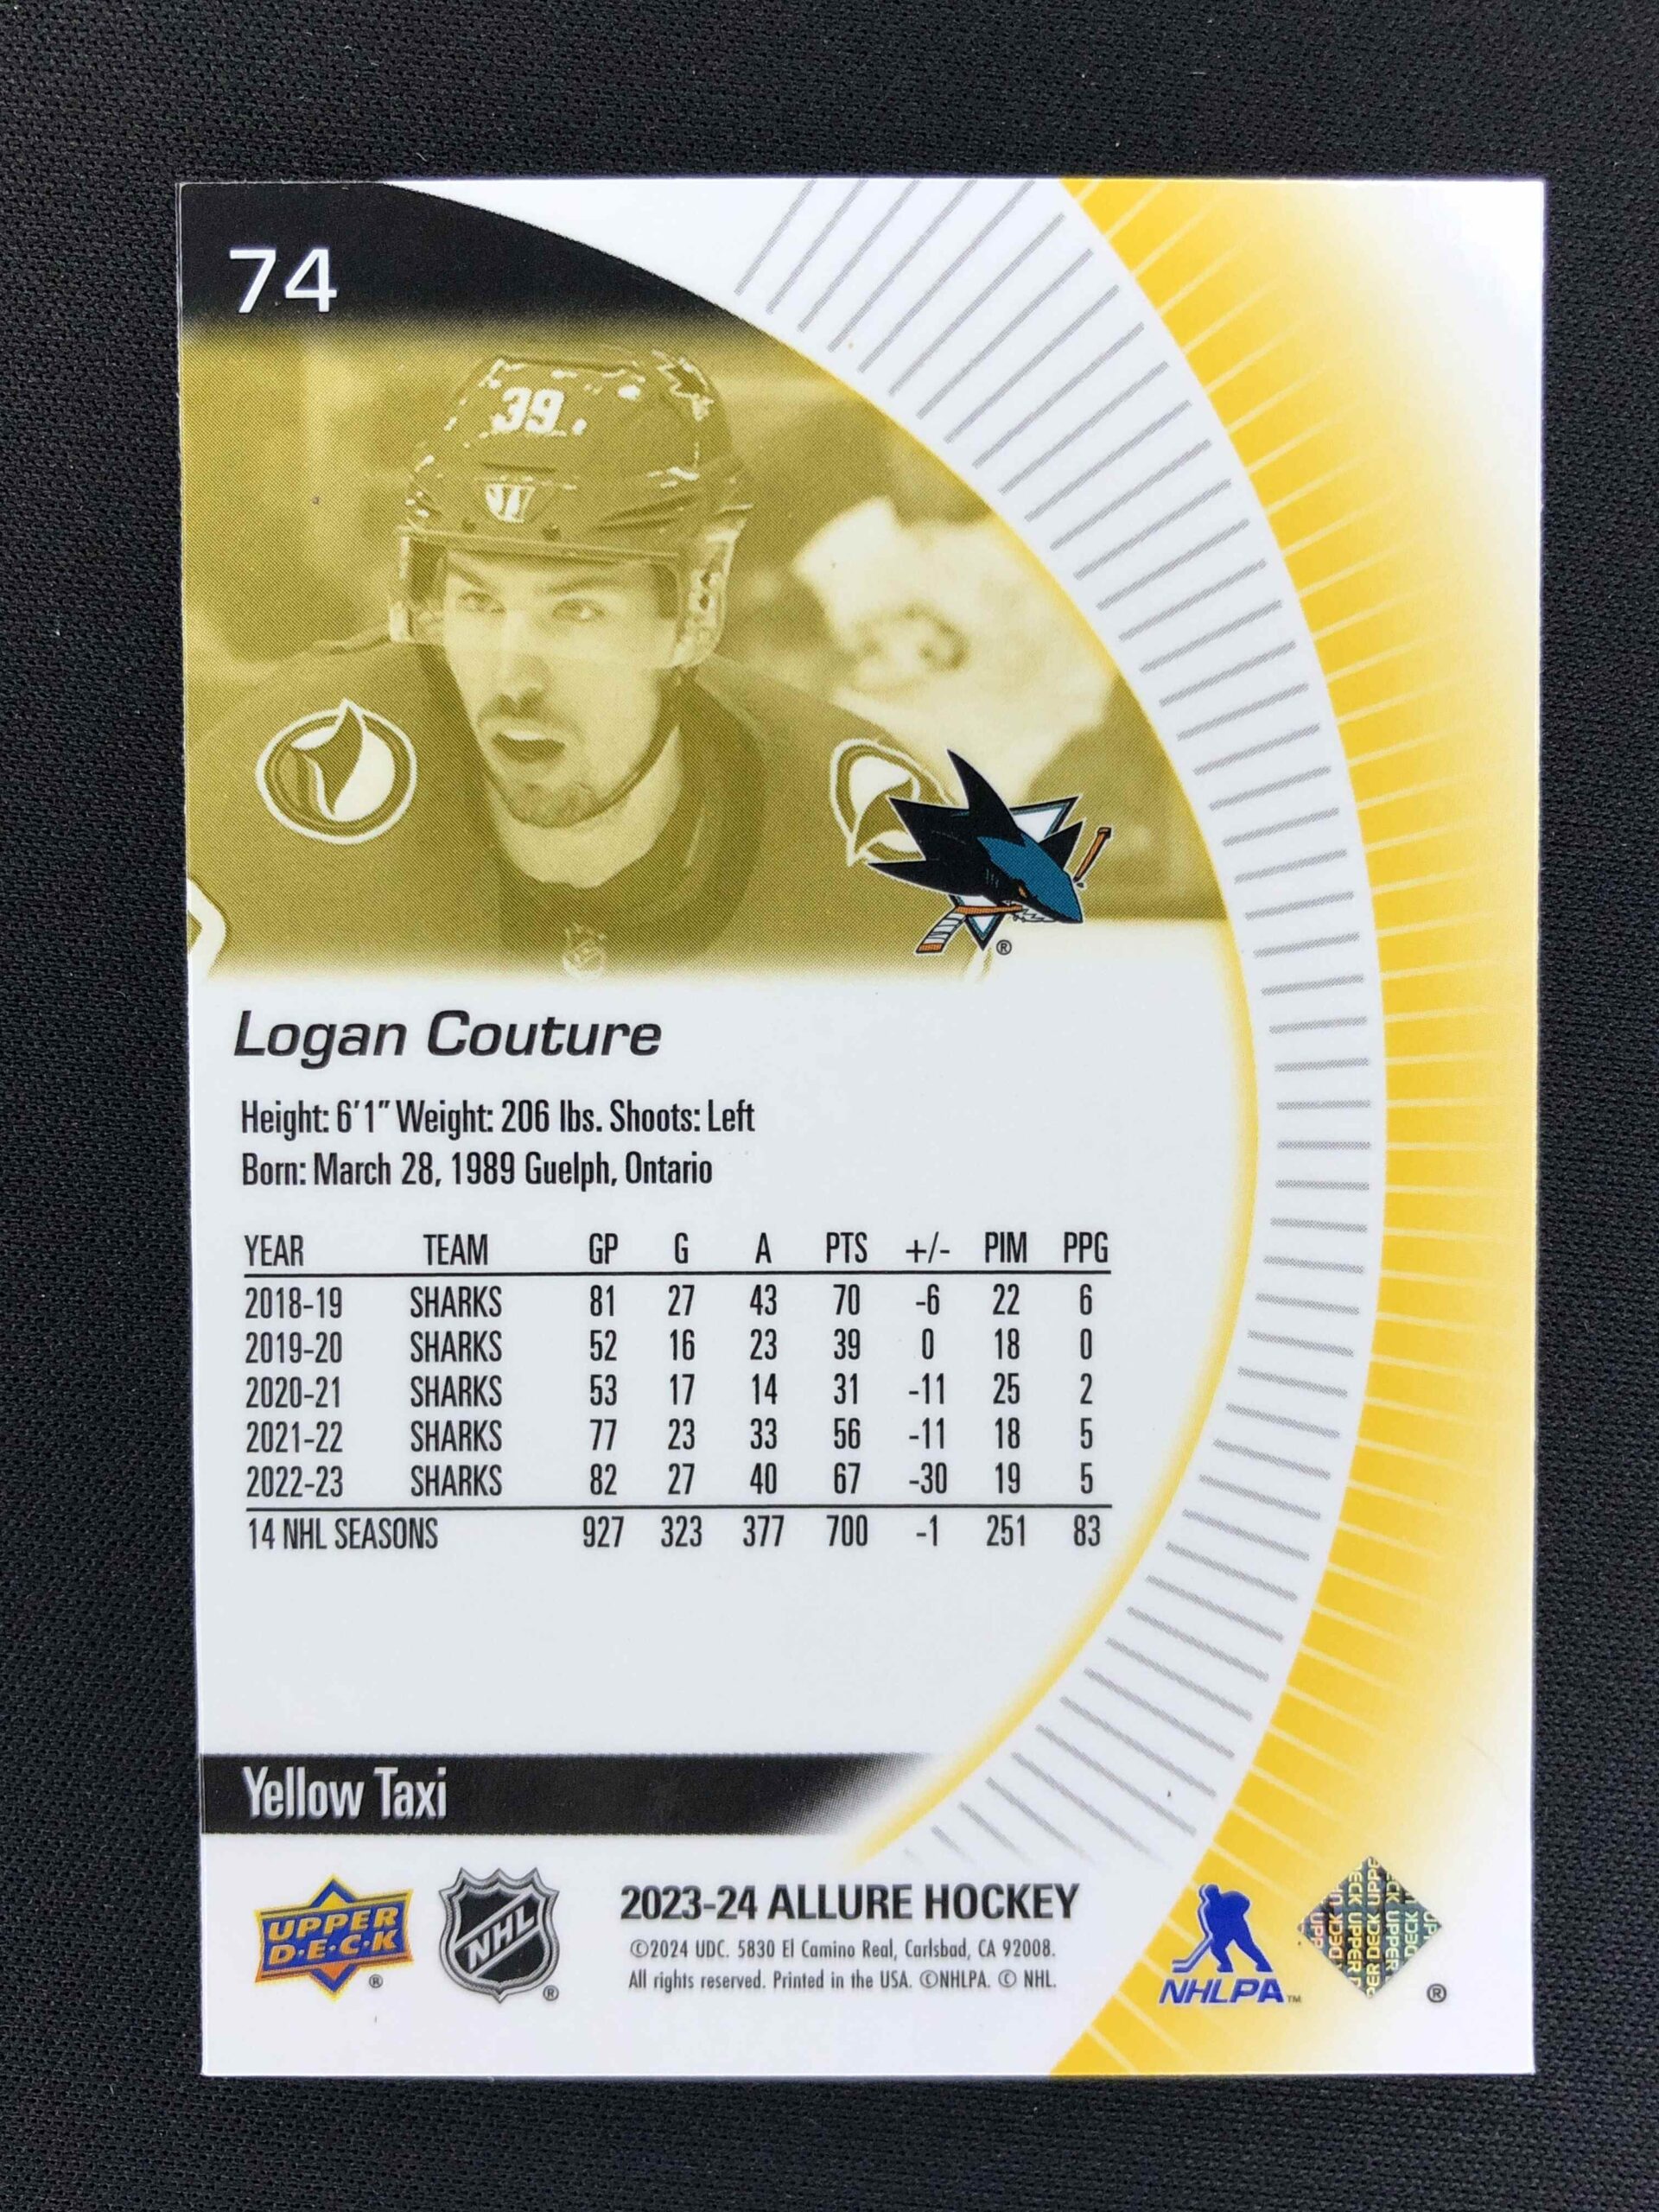 74
39
Logan Couture
Height: 6'1" Weight: 206 lbs. Shoots: Left
Born: March 28, 1989 Guelph, Ontario
YEAR TEAM GP G A PTS +/- PIM PPG
2018-19 SHARKS 81 27 43 70 -6 22 6
2019-20 SHARKS 52 16 23 39 0 18 0
2020-21 SHARKS 53 17 14 31 -11 25 2
2021-22 SHARKS 77 23 33 56 -11 18 5
2022-23 SHARKS 82 27 40 67 -30 19 5
14 NHL SEASONS 927 323 377 700 -1 251 83
Yellow Taxi
UPPER
D·E·C·K ®
NHL ®
2023-24 ALLURE HOCKEY
©2024 UDC. 5830 El Camino Real, Carlsbad, CA 92008.
All rights reserved. Printed in the USA. ©NHLPA. © NHL.
NHLPA™
UPPER DECK ®